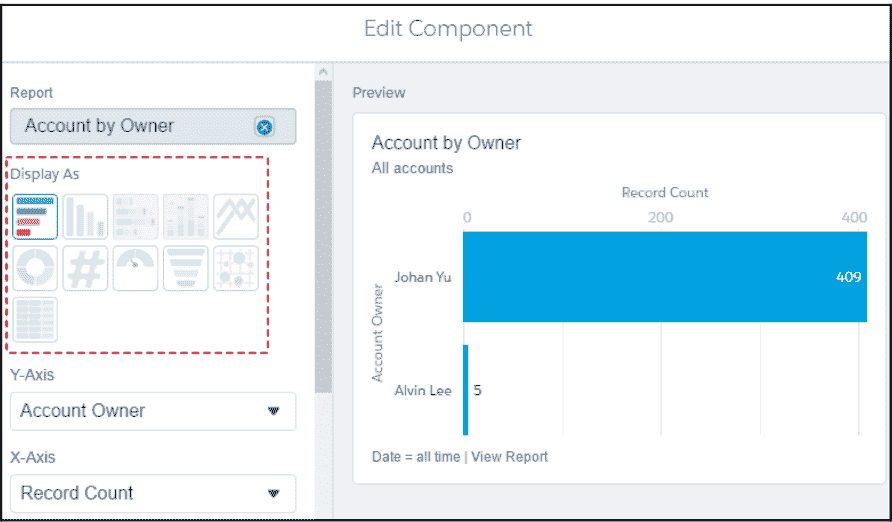 Edit Component
Report
Account by Owner
Display As
#
Y-Axis
Account Owner
X-Axis
Record Count
Preview
Account by Owner
All accounts
Record Count
0 200 400
Account Owner
Johan Yu 409
Alvin Lee 5
Date = all time | View Report